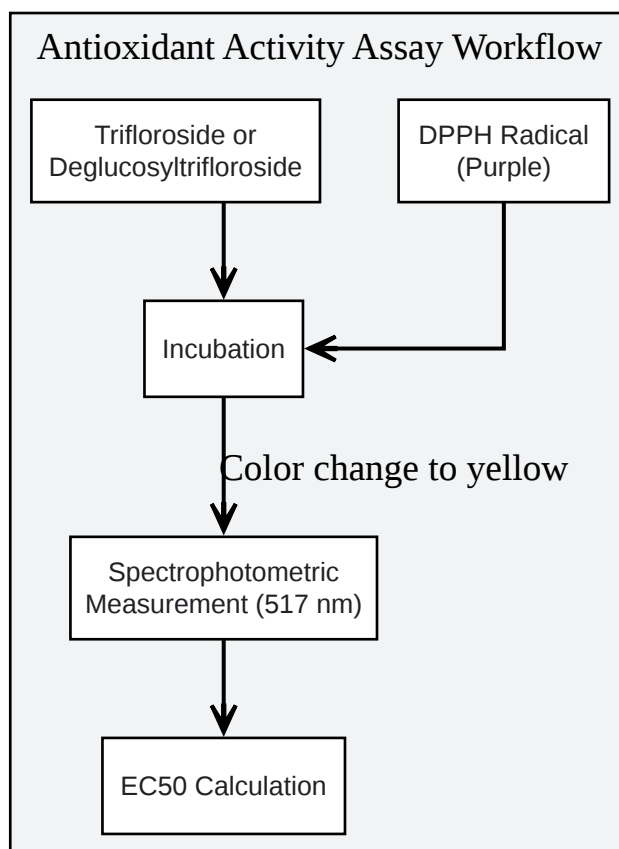 Antioxidant Activity Assay Workflow
Trifloroside or
Deglucosyltrifloroside
DPPH Radical
(Purple)
Incubation
Color change to yellow
Spectrophotometric
Measurement (517 nm)
EC50 Calculation